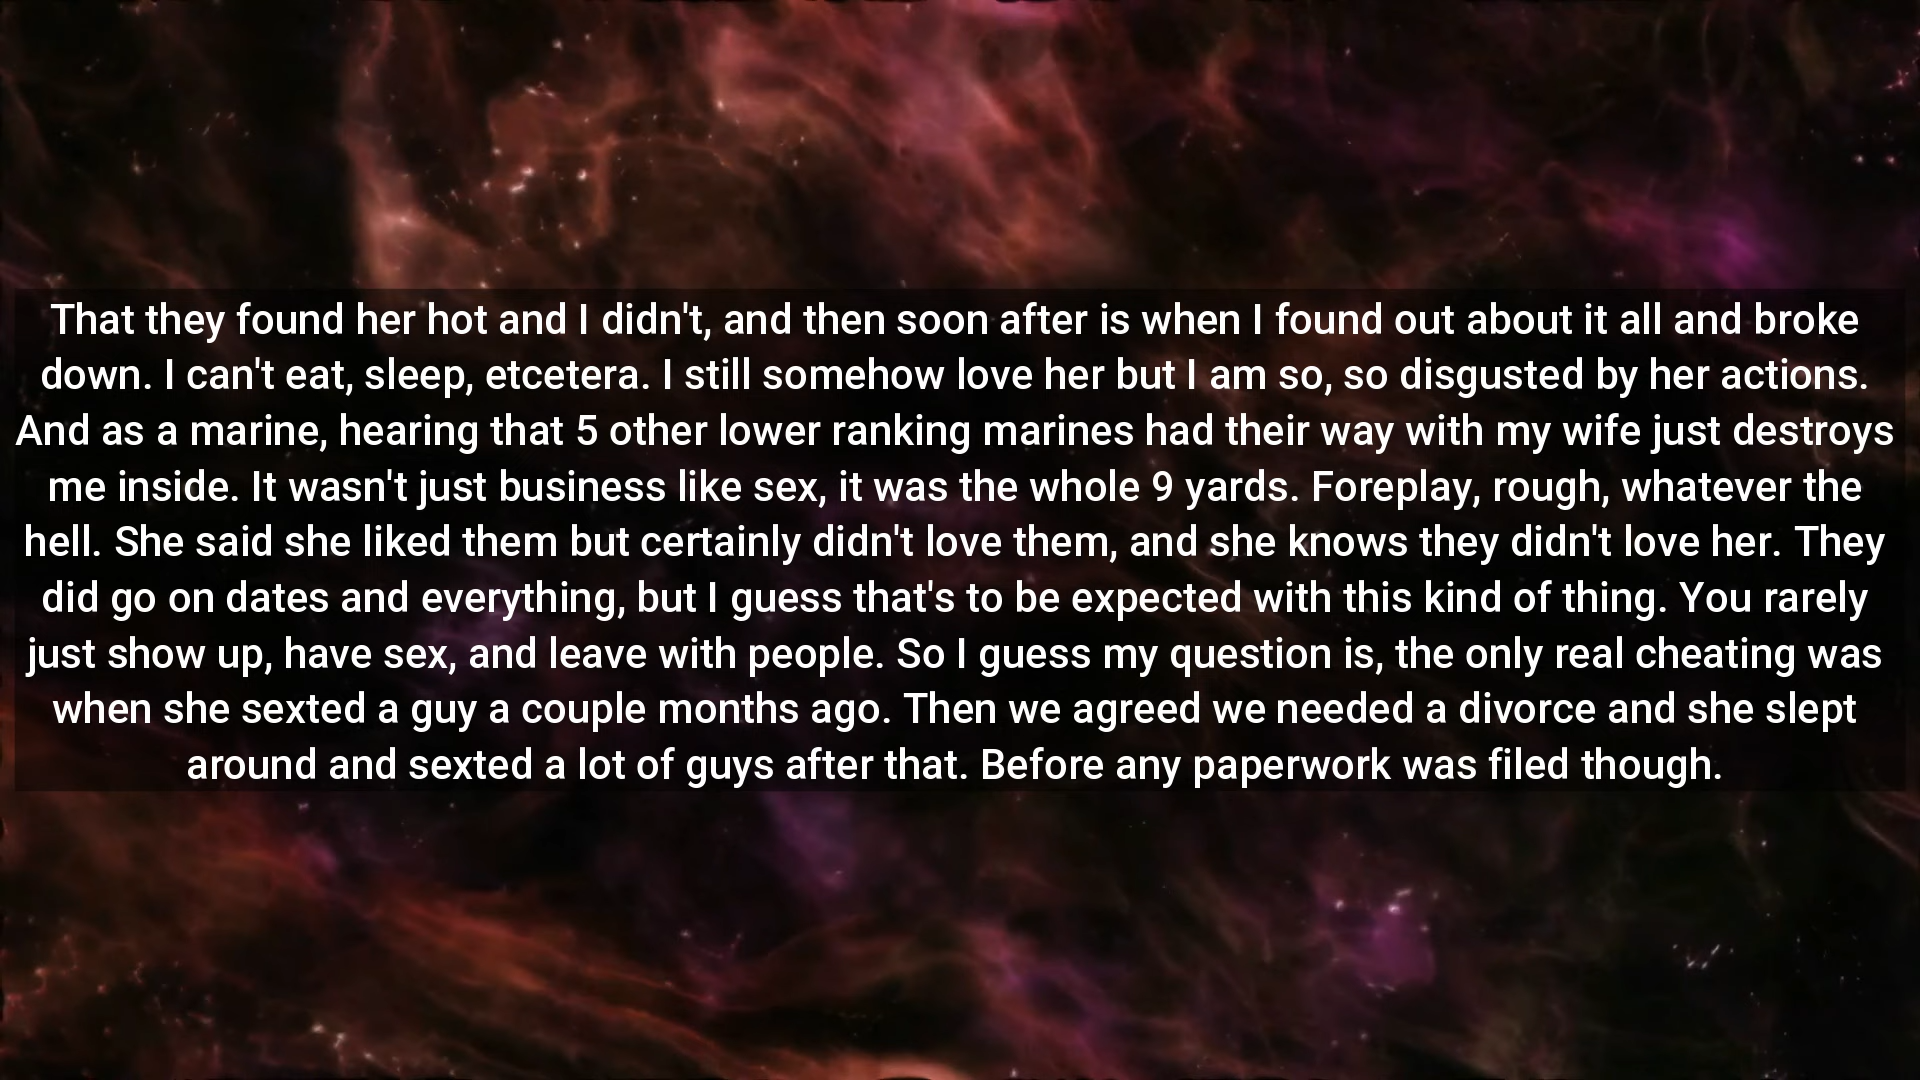 That they found her hot and I didn't, and then soon after is when I found out about it all and broke
down. I can't eat, sleep, etcetera. I still somehow love her but I am so, so disgusted by her actions.
And as a marine, hearing that 5 other lower ranking marines had their way with my wife just destroys
me inside. It wasn't just business like sex, it was the whole 9 yards. Foreplay, rough, whatever the
hell. She said she liked them but certainly didn't love them, and she knows they didn't love her. They
did go on dates and everything, but I guess that's to be expected with this kind of thing. You rarely
just show up, have sex, and leave with people. So I guess my question is, the only real cheating was
when she sexted a guy a couple months ago. Then we agreed we needed a divorce and she slept
around and sexted a lot of guys after that. Before any paperwork was filed though.